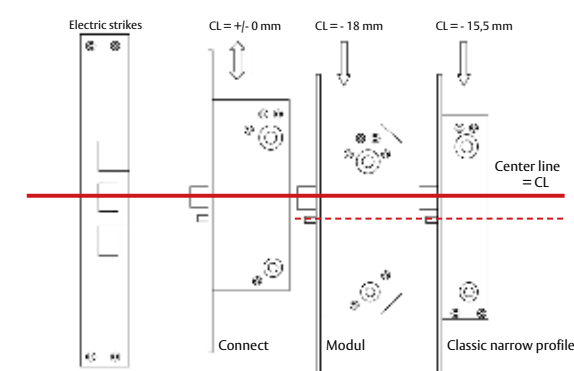 Electric strikes
CL = +/- 0 mm
CL = - 18 mm
CL = - 15,5 mm
Center line
= CL
Connect
Modul
Classic narrow profile